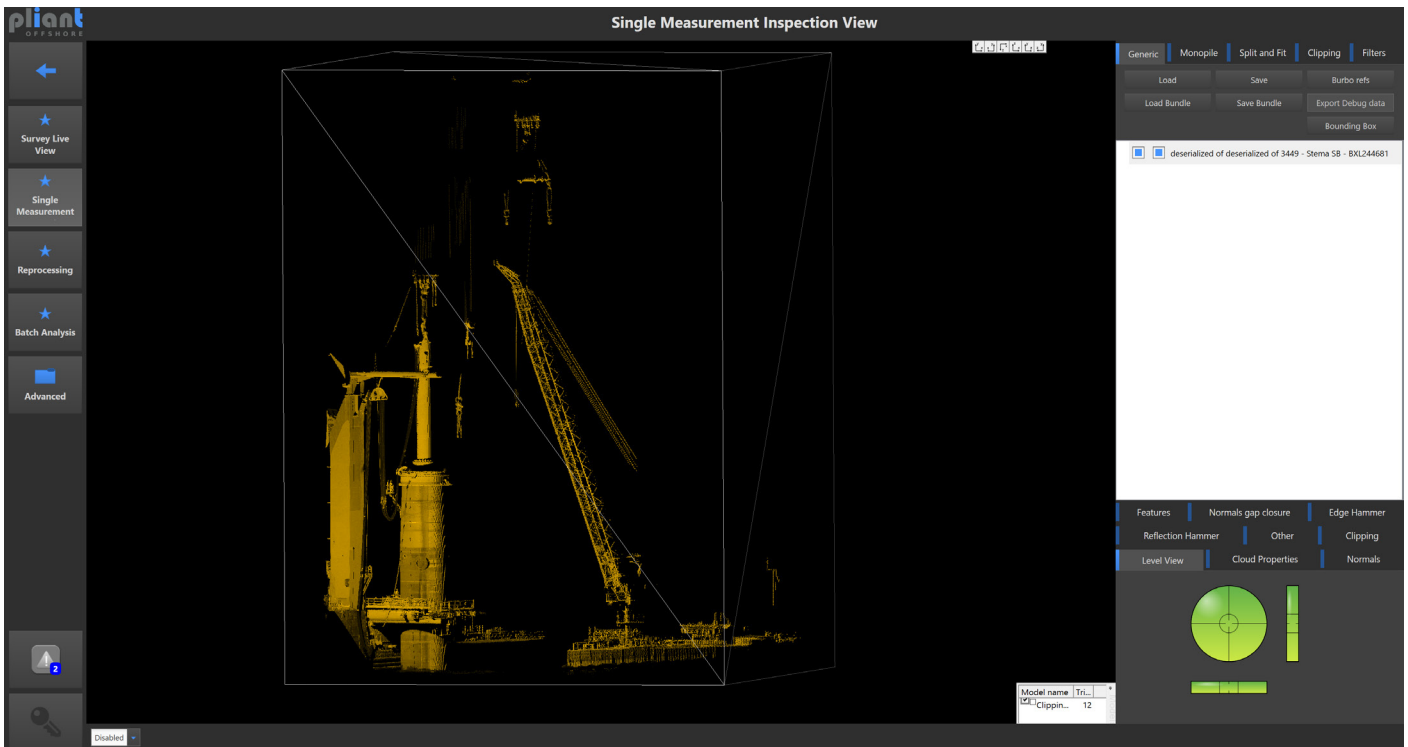 pliant
OFFSHORE
Single Measurement Inspection View
Survey Live
View
Single
Measurement
Reprocessing
Batch Analysis
Advanced
2
Disabled
Generic
Monopile
Split and Fit
Clipping
Filters
Load
Save
Burbo refs
Load Bundle
Save Bundle
Export Debug data
Bounding Box
deserialized of deserialized of 3449 - Stema SB - BXL244681
Features
Normals gap closure
Edge Hammer
Reflection Hammer
Other
Clipping
Level View
Cloud Properties
Normals
Model name Tri...
Clippin... 12